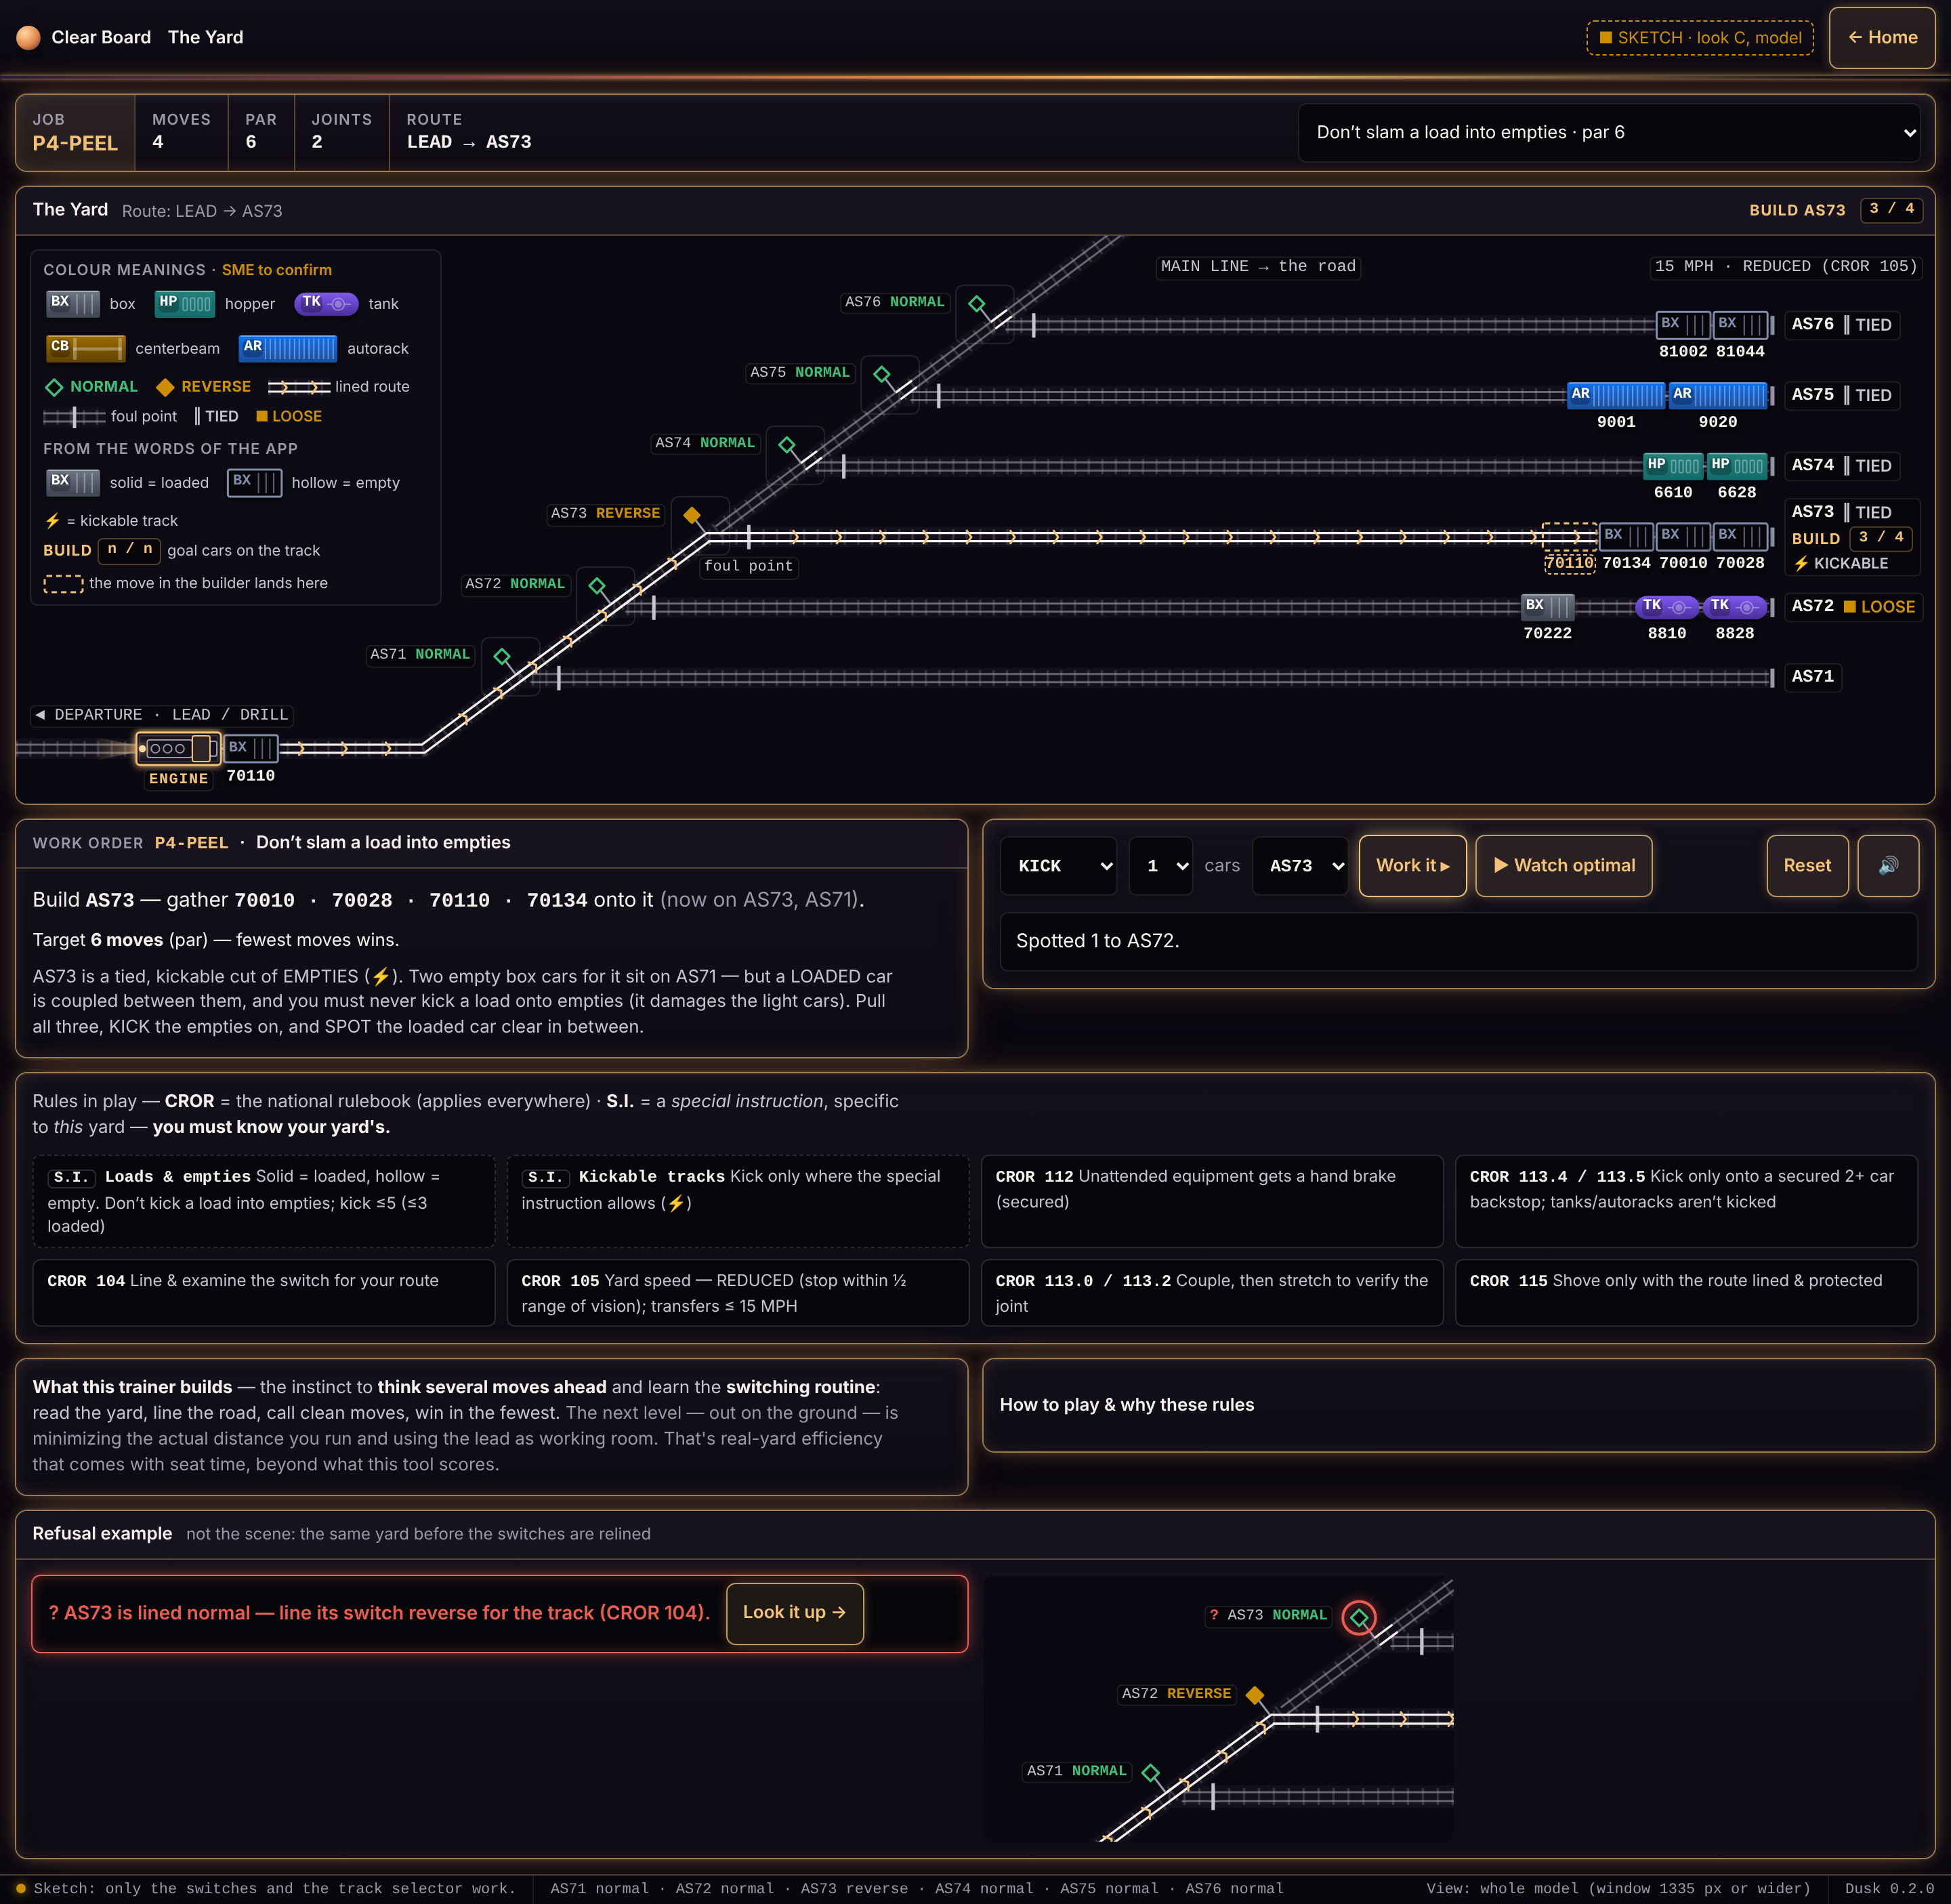 Clear Board The Yard
■ SKETCH · look C, model
← Home
JOB
P4-PEEL
MOVES
4
PAR
6
JOINTS
2
ROUTE
LEAD → AS73
Don’t slam a load into empties · par 6
The Yard Route: LEAD → AS73
BUILD AS73 3 / 4
COLOUR MEANINGS · SME to confirm
BX box HP hopper TK tank
CB centerbeam AR autorack
NORMAL REVERSE lined route
foul point TIED LOOSE
FROM THE WORDS OF THE APP
BX solid = loaded BX hollow = empty
⚡ = kickable track
BUILD n / n goal cars on the track
the move in the builder lands here
MAIN LINE → the road
15 MPH · REDUCED (CROR 105)
AS76 NORMAL
BX BX
AS76 TIED
81002 81044
AS75 NORMAL
AR AR
AS75 TIED
9001 9020
AS74 NORMAL
HP HP
AS74 TIED
6610 6628
AS73 REVERSE
BX BX BX
AS73 TIED
BUILD 3 / 4
⚡ KICKABLE
foul point
70110 70134 70010 70028
AS72 NORMAL
BX TK TK
AS72 LOOSE
70222 8810 8828
AS71 NORMAL
AS71
◄ DEPARTURE · LEAD / DRILL
BX
ENGINE 70110
WORK ORDER P4-PEEL · Don’t slam a load into empties
Build AS73 — gather 70010 · 70028 · 70110 · 70134 onto it (now on AS73, AS71).
Target 6 moves (par) — fewest moves wins.
AS73 is a tied, kickable cut of EMPTIES (⚡). Two empty box cars for it sit on AS71 — but a LOADED car
is coupled between them, and you must never kick a load onto empties (it damages the light cars). Pull
all three, KICK the empties on, and SPOT the loaded car clear in between.
KICK 1 cars AS73 Work it ▸ ▶ Watch optimal Reset
Spotted 1 to AS72.
Rules in play — CROR = the national rulebook (applies everywhere) · S.I. = a special instruction, specific
to this yard — you must know your yard's.
S.I. Loads & empties Solid = loaded, hollow =
empty. Don’t kick a load into empties; kick ≤5 (≤3
loaded)
S.I. Kickable tracks Kick only where the special
instruction allows (⚡)
CROR 112 Unattended equipment gets a hand brake
(secured)
CROR 113.4 / 113.5 Kick only onto a secured 2+ car
backstop; tanks/autoracks aren’t kicked
CROR 104 Line & examine the switch for your route
CROR 105 Yard speed — REDUCED (stop within ½
range of vision); transfers ≤ 15 MPH
CROR 113.0 / 113.2 Couple, then stretch to verify the
joint
CROR 115 Shove only with the route lined & protected
What this trainer builds — the instinct to think several moves ahead and learn the switching routine:
read the yard, line the road, call clean moves, win in the fewest. The next level — out on the ground — is
minimizing the actual distance you run and using the lead as working room. That's real-yard efficiency
that comes with seat time, beyond what this tool scores.
How to play & why these rules
Refusal example not the scene: the same yard before the switches are relined
? AS73 is lined normal — line its switch reverse for the track (CROR 104).
Look it up →
? AS73 NORMAL
AS72 REVERSE
AS71 NORMAL
Sketch: only the switches and the track selector work.
AS71 normal · AS72 normal · AS73 reverse · AS74 normal · AS75 normal · AS76 normal
View: whole model (window 1335 px or wider)
Dusk 0.2.0